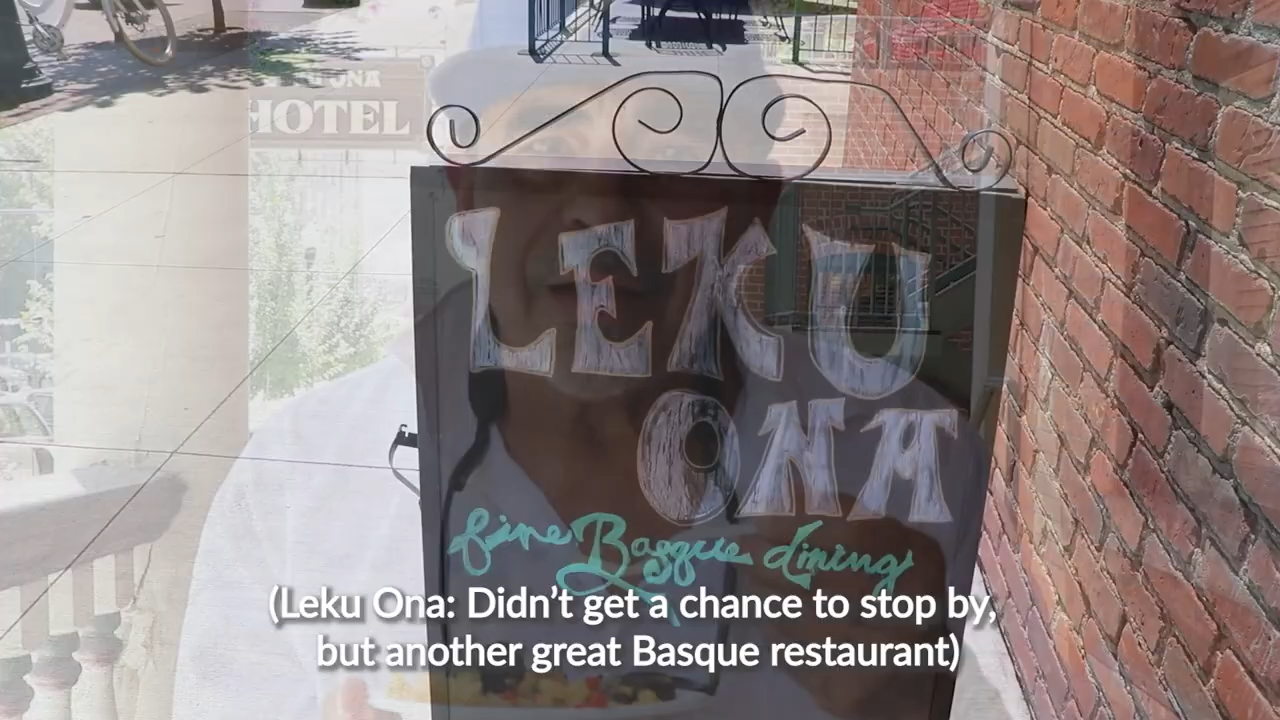 ONA
HOTEL
LEKU
ONA
fine Basque dining
(Leku Ona: Didn't get a chance to stop by,
but another great Basque restaurant)